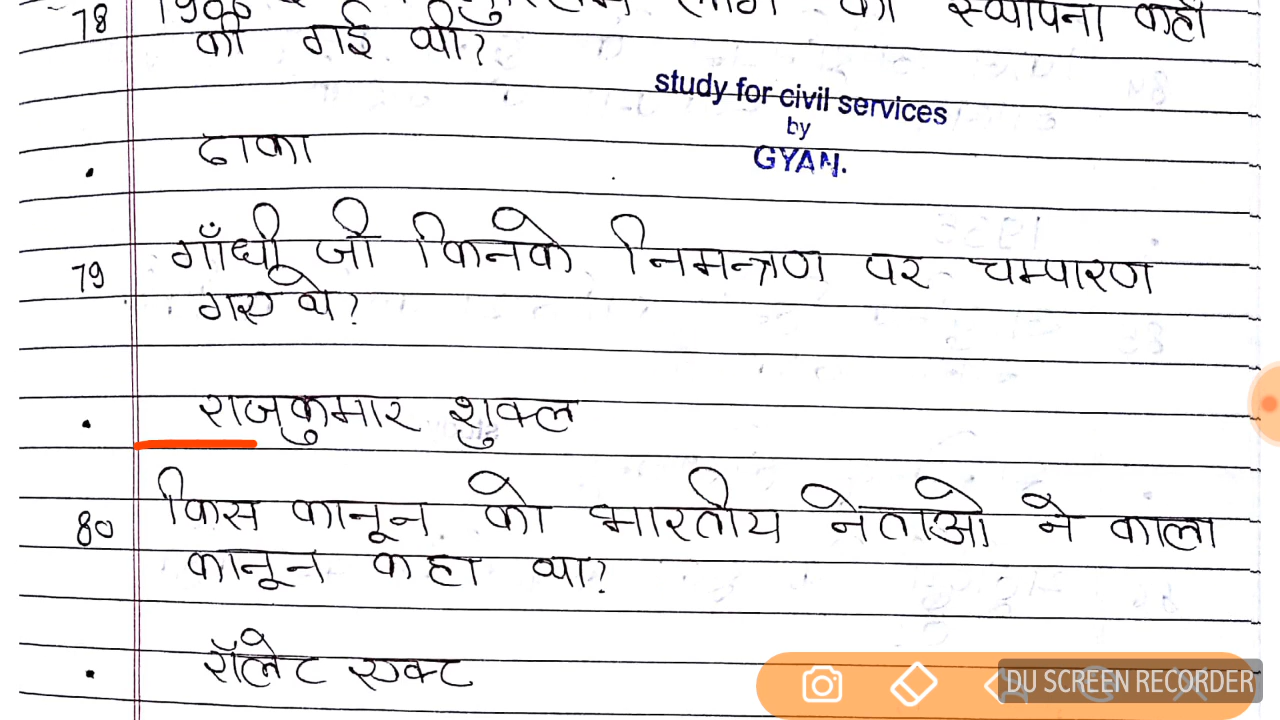 78 1906 स्थापना कहाँ
की गई थी?
study for civil services
by
GYAN.
. ढाका
79 गाँधी जी किनके निमन्त्रण पर चम्पारण
गए थे?
. राजकुमार शुक्ल
80 किस कानून को भारतीय नेताओ ने काला
कानून कहा था?
. रॉलेट एक्ट
DU SCREEN RECORDER